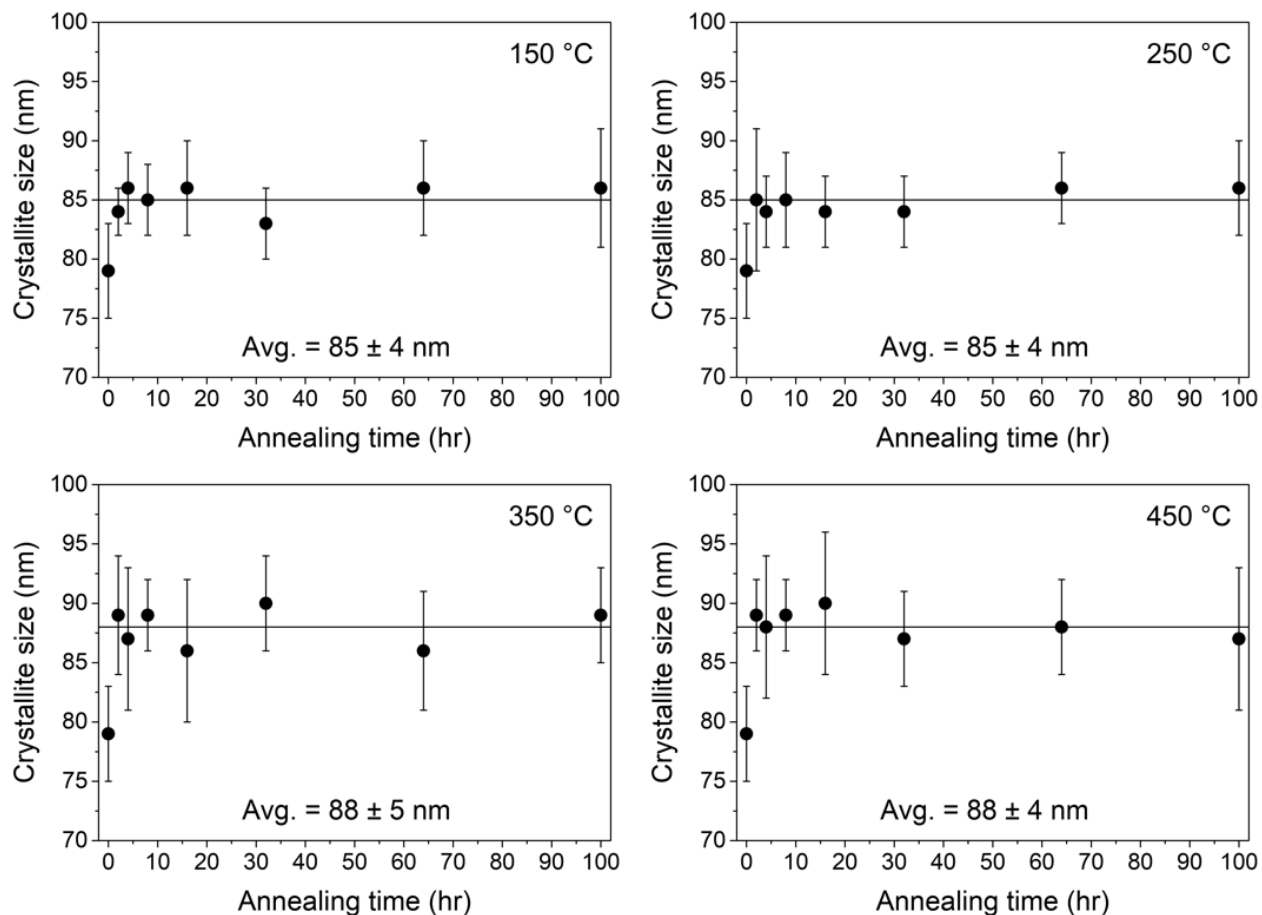 100
95
90
85
80
75
70
Crystallite size (nm)
150 °C
Avg. = 85 ± 4 nm
0 10 20 30 40 50 60 70 80 90 100
Annealing time (hr)
100
95
90
85
80
75
70
Crystallite size (nm)
250 °C
Avg. = 85 ± 4 nm
0 10 20 30 40 50 60 70 80 90 100
Annealing time (hr)
100
95
90
85
80
75
70
Crystallite size (nm)
350 °C
Avg. = 88 ± 5 nm
0 10 20 30 40 50 60 70 80 90 100
Annealing time (hr)
100
95
90
85
80
75
70
Crystallite size (nm)
450 °C
Avg. = 88 ± 4 nm
0 10 20 30 40 50 60 70 80 90 100
Annealing time (hr)